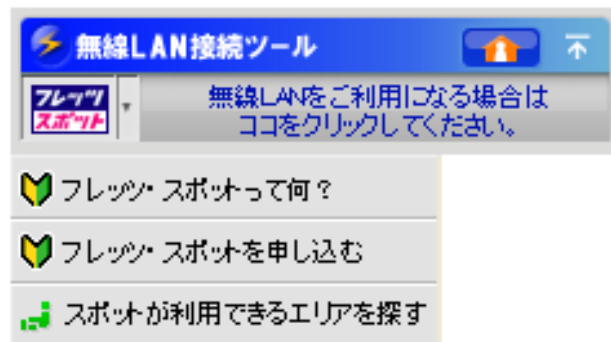 無線LAN接続ツール
フレッツ
スポット
無線LANをご利用になる場合は
ココをクリックしてください。
フレッツ・スポットって何？
フレッツ・スポットを申し込む
スポットが利用できるエリアを探す